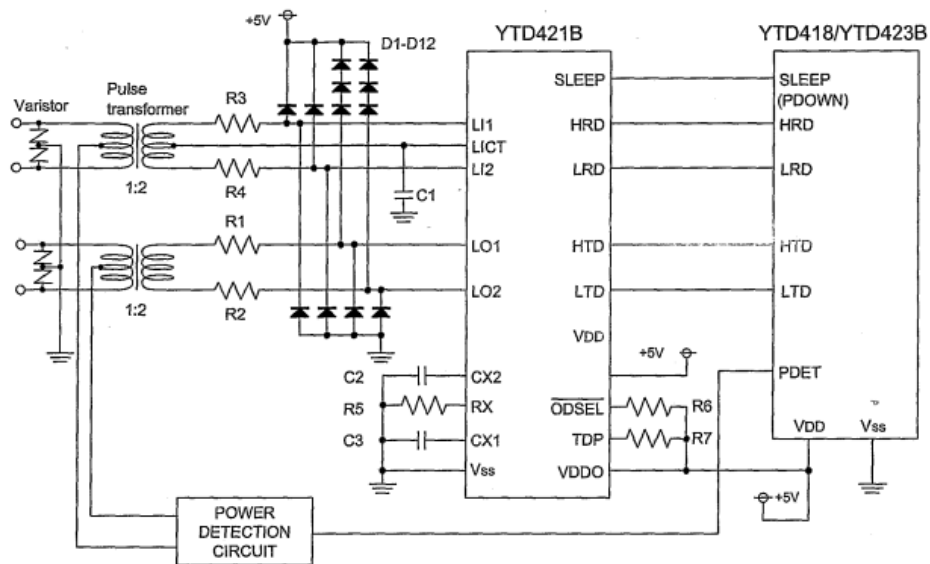 +5V
D1-D12
YTD421B
YTD418/YTD423B
Varistor
Pulse
transformer
R3
SLEEP
SLEEP
(PDOWN)
LI1
HRD
HRD
LICT
LI2
LRD
LRD
1:2
R4
C1
R1
LO1
HTD
HTD
LO2
LTD
LTD
1:2
R2
VDD
+5V
C2
CX2
PDET
R5
RX
ODSEL
R6
C3
CX1
TDP
R7
VDD
Vss
Vss
VDDO
+5V
POWER
DETECTION
CIRCUIT